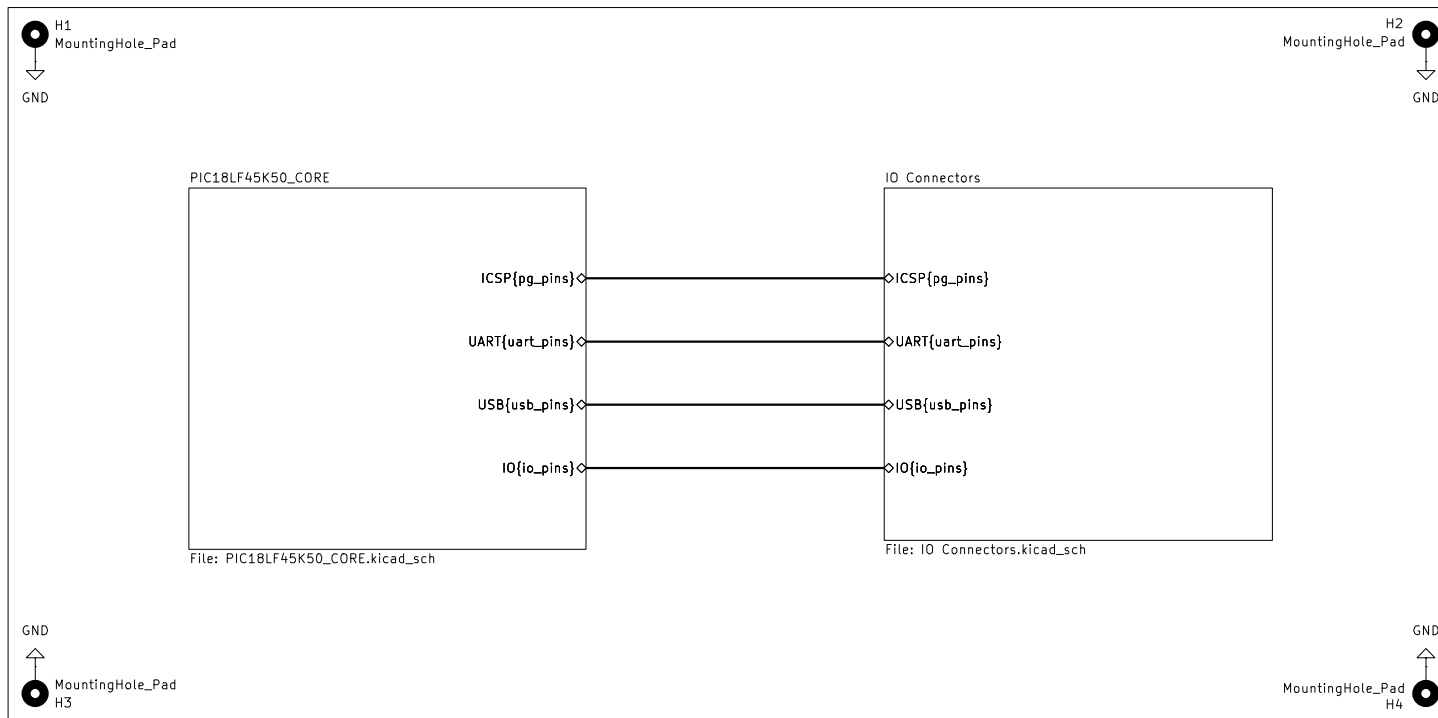 H1
MountingHole_Pad
GND
H2
MountingHole_Pad
GND
PIC18LF45K50_CORE
ICSP{pg_pins}
UART{uart_pins}
USB{usb_pins}
IO{io_pins}
File: PIC18LF45K50_CORE.kicad_sch
IO Connectors
ICSP{pg_pins}
UART{uart_pins}
USB{usb_pins}
IO{io_pins}
File: IO Connectors.kicad_sch
GND
MountingHole_Pad
H3
GND
MountingHole_Pad
H4